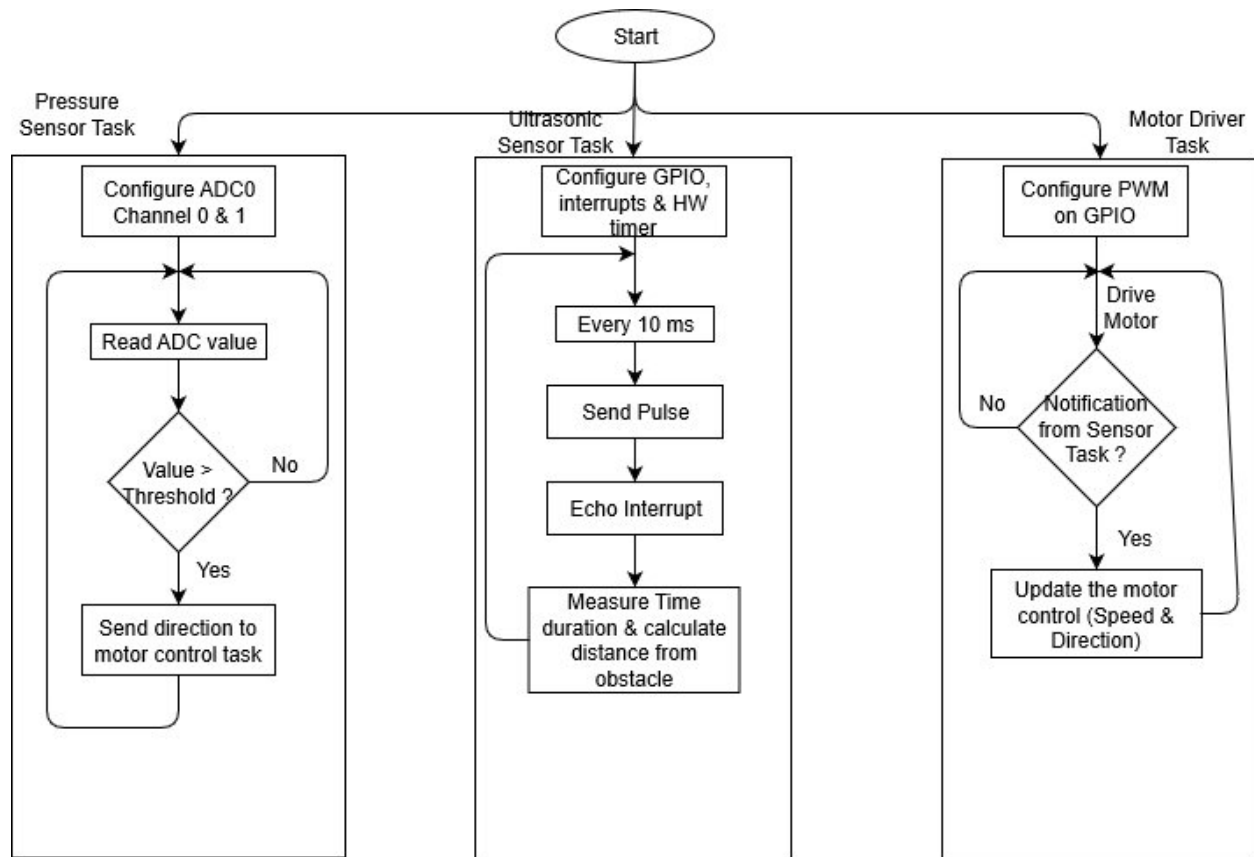 Start
Pressure
Sensor Task
Configure ADC0
Channel 0 & 1
Read ADC value
Value >
Threshold ?
No
Yes
Send direction to
motor control task
Ultrasonic
Sensor Task
Configure GPIO,
interrupts & HW
timer
Every 10 ms
Send Pulse
Echo Interrupt
Measure Time
duration & calculate
distance from
obstacle
Motor Driver
Task
Configure PWM
on GPIO
Drive
Motor
No
Notification
from Sensor
Task ?
Yes
Update the motor
control (Speed &
Direction)